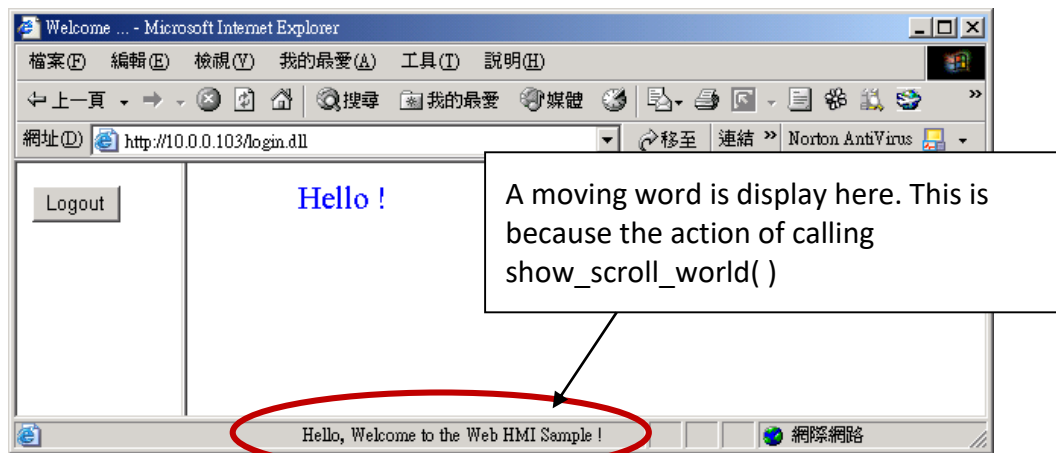 Welcome ... - Microsoft Internet Explorer
檔案(F) 編輯(E) 檢視(V) 我的最愛(A) 工具(T) 說明(H)
上一頁 搜尋 我的最愛 媒體 »
網址(D) http://10.0.0.103/login.dll 移至 連結 » Norton AntiVirus
Logout
Hello !
A moving word is display here. This is
because the action of calling
show_scroll_world( )
Hello, Welcome to the Web HMI Sample !
網際網路